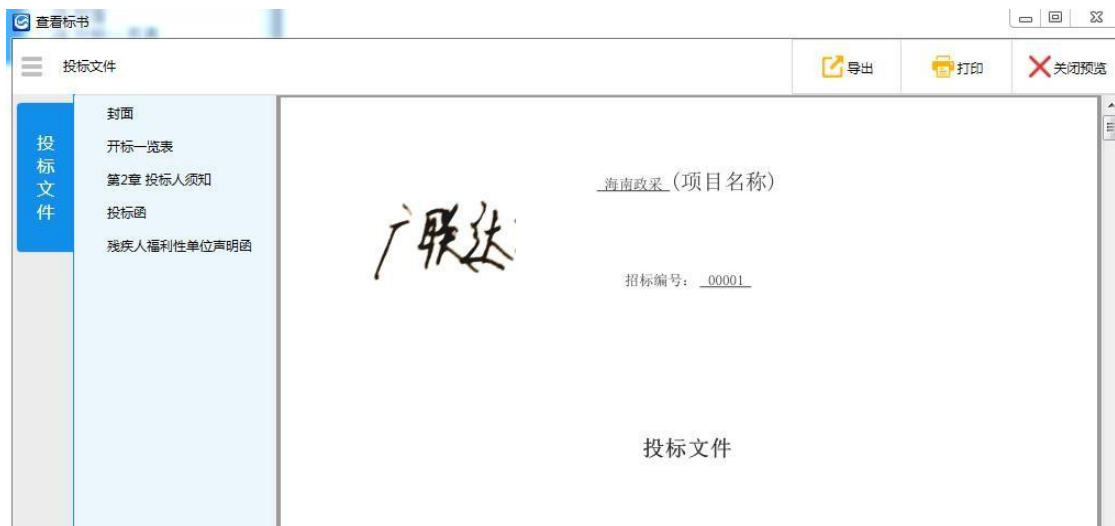 查看标书
投标文件
导出
打印
关闭预览
投标文件
封面
开标一览表
第2章 投标人须知
投标函
残疾人福利性单位声明函
海南政采 (项目名称)
广联达
招标编号: 00001
投标文件